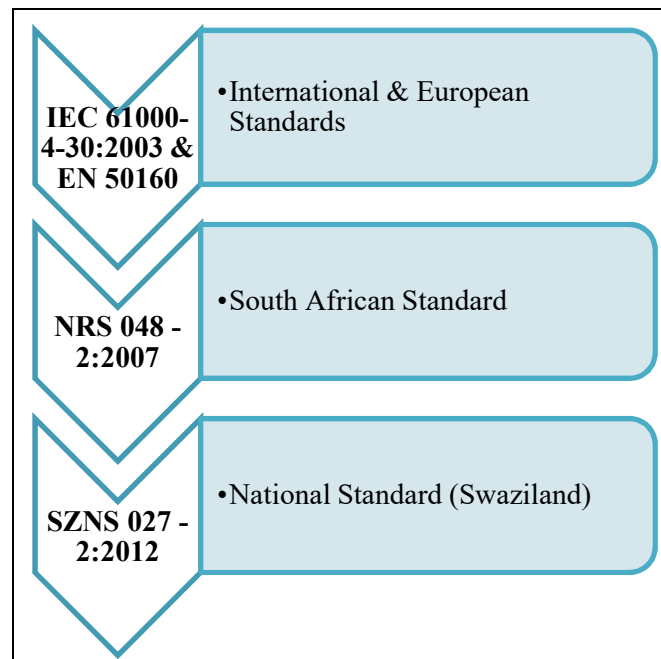 IEC 61000-
4-30:2003 &
EN 50160
•International & European
Standards
NRS 048 -
2:2007
•South African Standard
SZNS 027 -
2:2012
•National Standard (Swaziland)